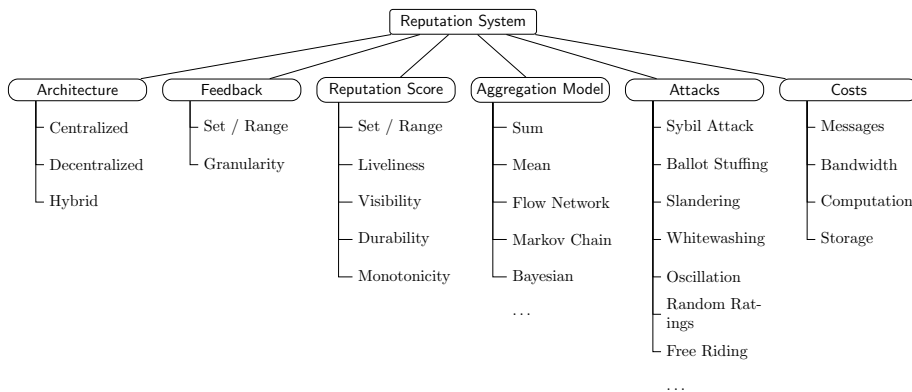 Reputation System
Architecture
Centralized
Decentralized
Hybrid
Feedback
Set / Range
Granularity
Reputation Score
Set / Range
Liveliness
Visibility
Durability
Monotonicity
Aggregation Model
Sum
Mean
Flow Network
Markov Chain
Bayesian
...
Attacks
Sybil Attack
Ballot Stuffing
Slandering
Whitewashing
Oscillation
Random Rat-
ings
Free Riding
...
Costs
Messages
Bandwidth
Computation
Storage